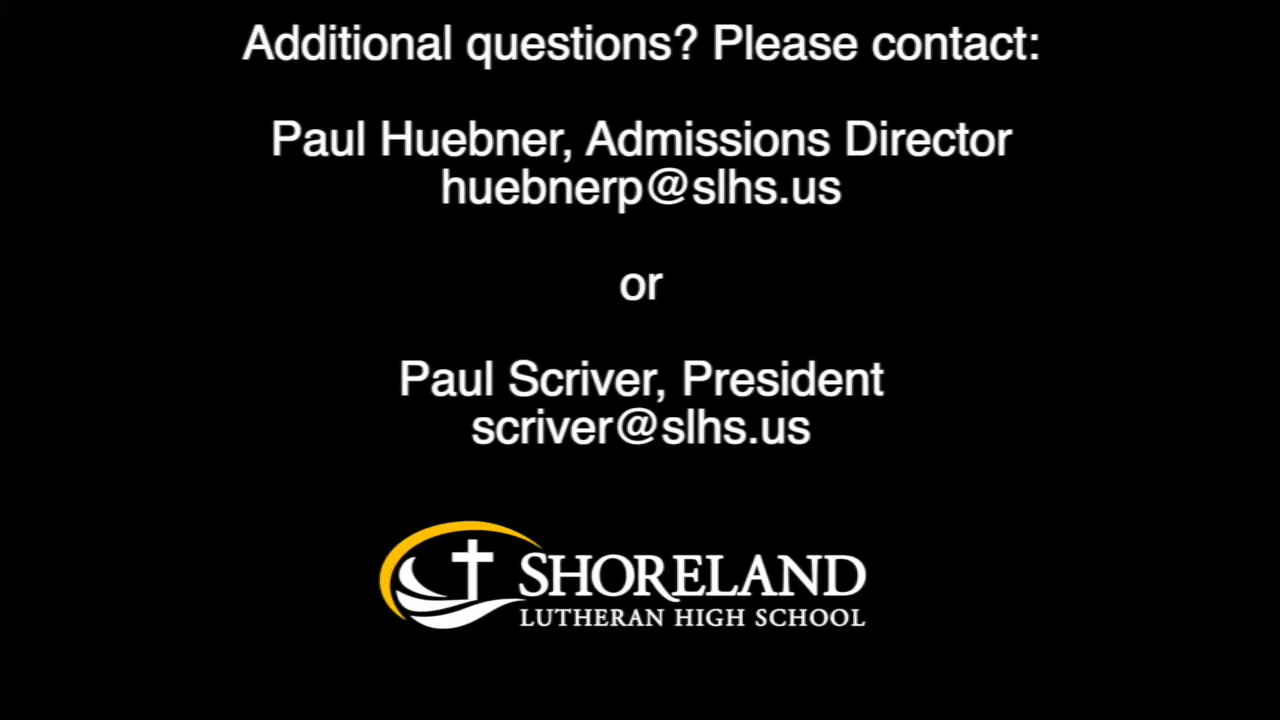 Additional questions? Please contact:
Paul Huebner, Admissions Director
huebnerp@slhs.us
or
Paul Scriver, President
scriver@slhs.us
SHORELAND
LUTHERAN HIGH SCHOOL